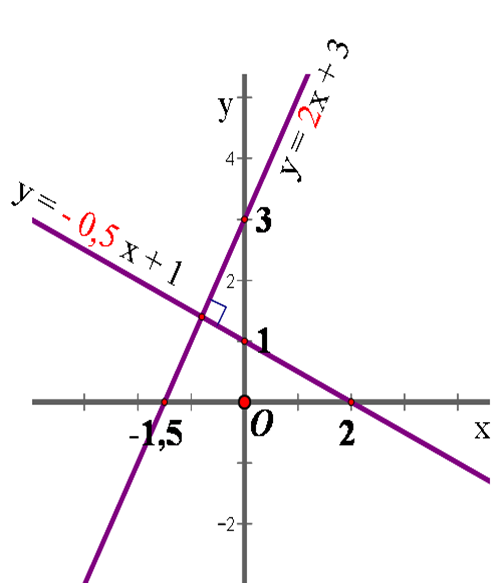 y = 2x + 3
y
4
y = - 0,5 x + 1
3
2
1
O
x
-1,5
2
-2